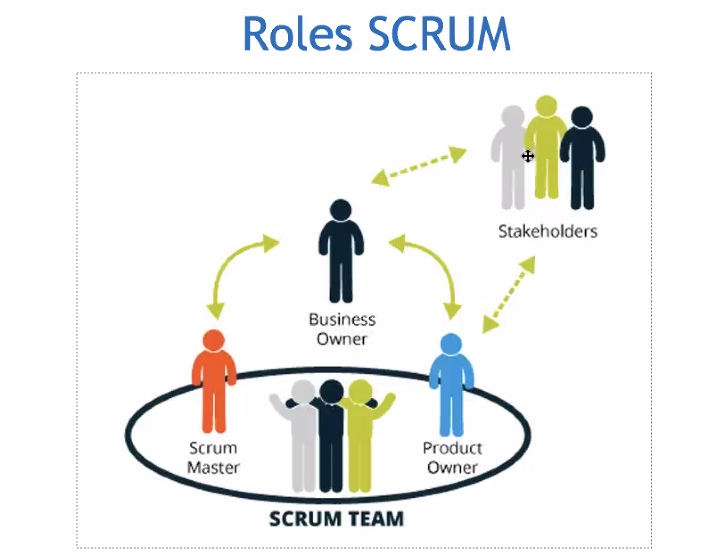 Roles SCRUM
Stakeholders
Business
Owner
Scrum
Master
Product
Owner
SCRUM TEAM